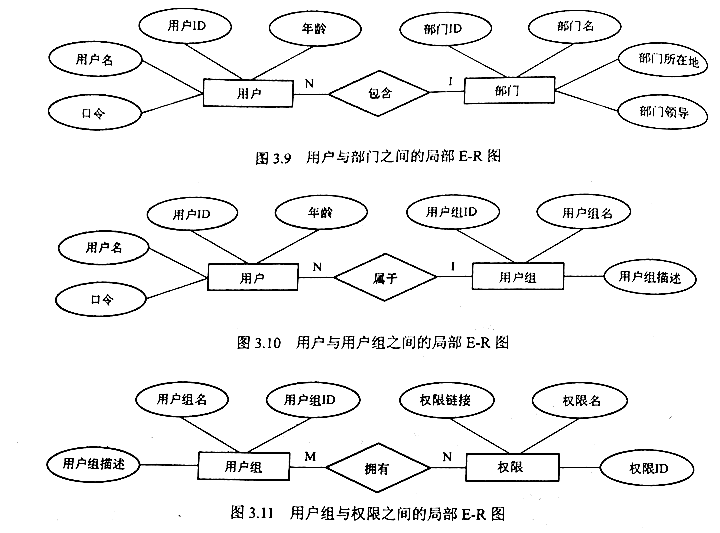 用户ID
年龄
部门ID
部门名
用户名
部门所在地
用户
N
包含
1
部门
口令
部门领导
图 3.9 用户与部门之间的局部 E-R 图
用户ID
年龄
用户组ID
用户组名
用户名
用户
N
属于
1
用户组
用户组描述
口令
图 3.10 用户与用户组之间的局部 E-R 图
用户组名
用户组ID
权限链接
权限名
用户组描述
用户组
M
拥有
N
权限
权限ID
图 3.11 用户组与权限之间的局部 E-R 图